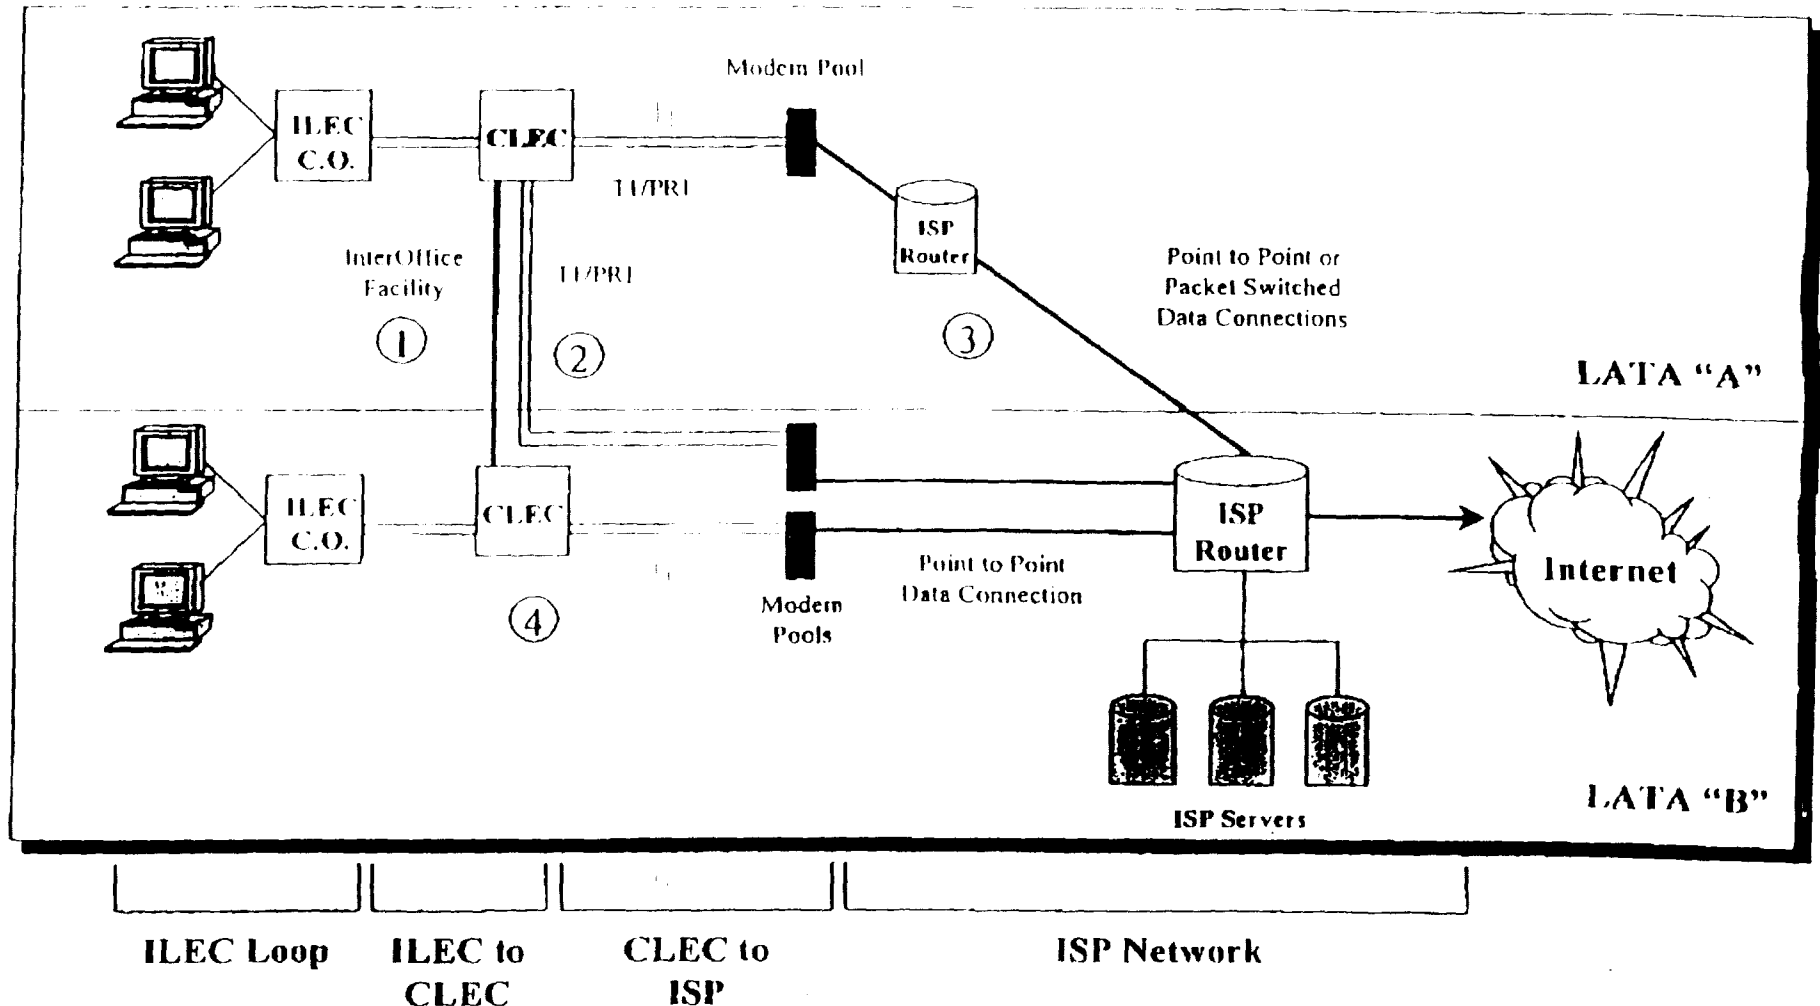 Modem Pool
ILEC
C.O.
CLEC
T1/PRI
ISP
Router
InterOffice
Facility
T1/PRI
Point to Point or
Packet Switched
Data Connections
1
2
3
LATA “A”
ILEC
C.O.
CLEC
ISP
Router
Internet
Point to Point
Data Connection
4
Modem
Pools
ISP Servers
LATA “B”
ILEC Loop
ILEC to
CLEC
CLEC to
ISP
ISP Network